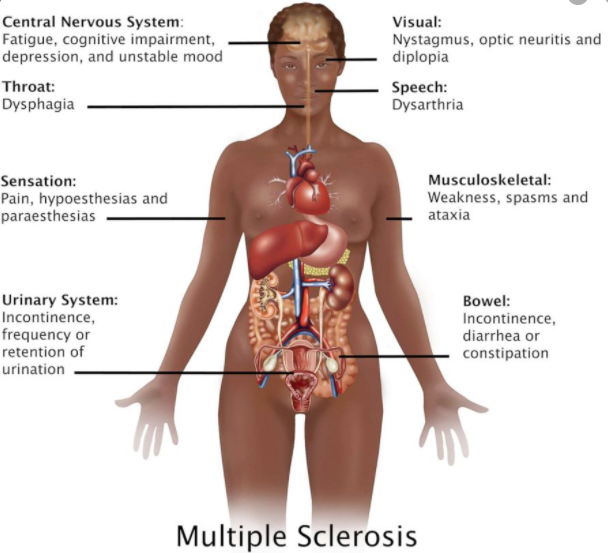 Central Nervous System:
Fatigue, cognitive impairment,
depression, and unstable mood
Throat:
Dysphagia
Sensation:
Pain, hypoesthesias and
paraesthesias
Urinary System:
Incontinence,
frequency or
retention of
urination
Visual:
Nystagmus, optic neuritis and
diplopia
Speech:
Dysarthria
Musculoskeletal:
Weakness, spasms and
ataxia
Bowel:
Incontinence,
diarrhea or
constipation
Multiple Sclerosis